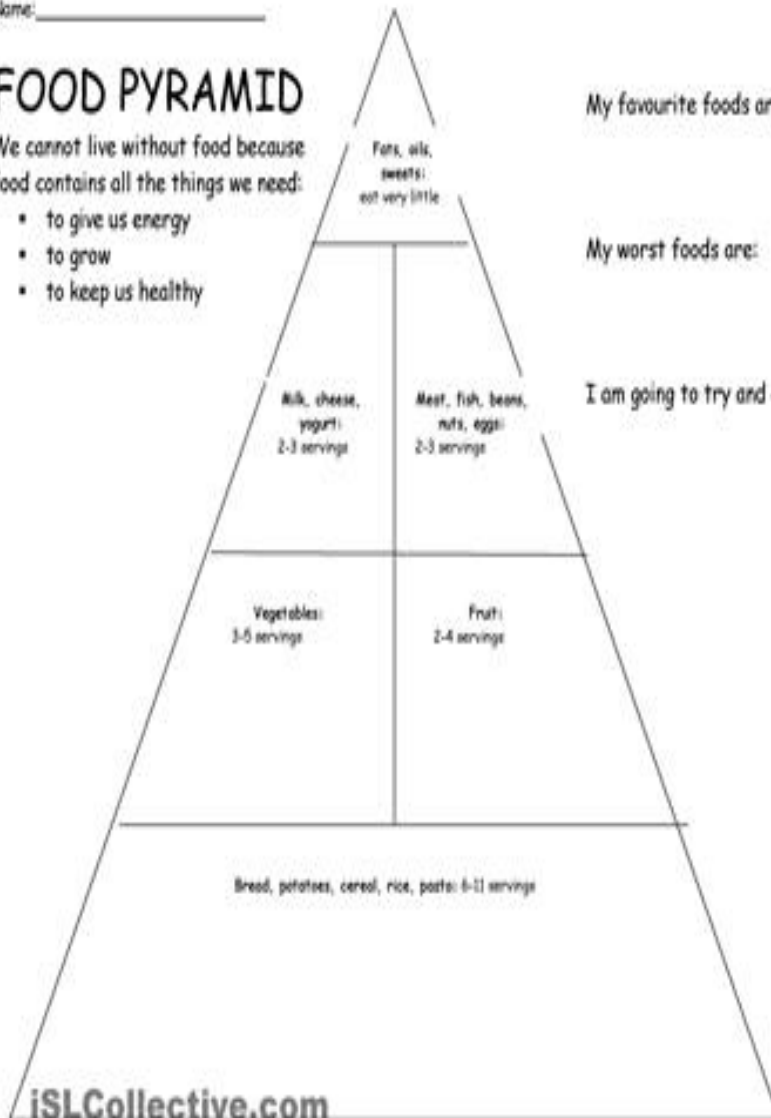 Name:
FOOD PYRAMID
We cannot live without food because
food contains all the things we need:
• to give us energy
• to grow
• to keep us healthy
Fats, oils,
sweets:
eat very little
My favourite foods ar
My worst foods are:
I am going to try and
Milk, cheese,
yogurt:
2-3 servings
Meat, fish, beans,
nuts, eggs:
2-3 servings
Vegetables:
3-5 servings
Fruit:
2-4 servings
Bread, potatoes, cereal, rice, pasta: 6-11 servings
iSLCollective.com